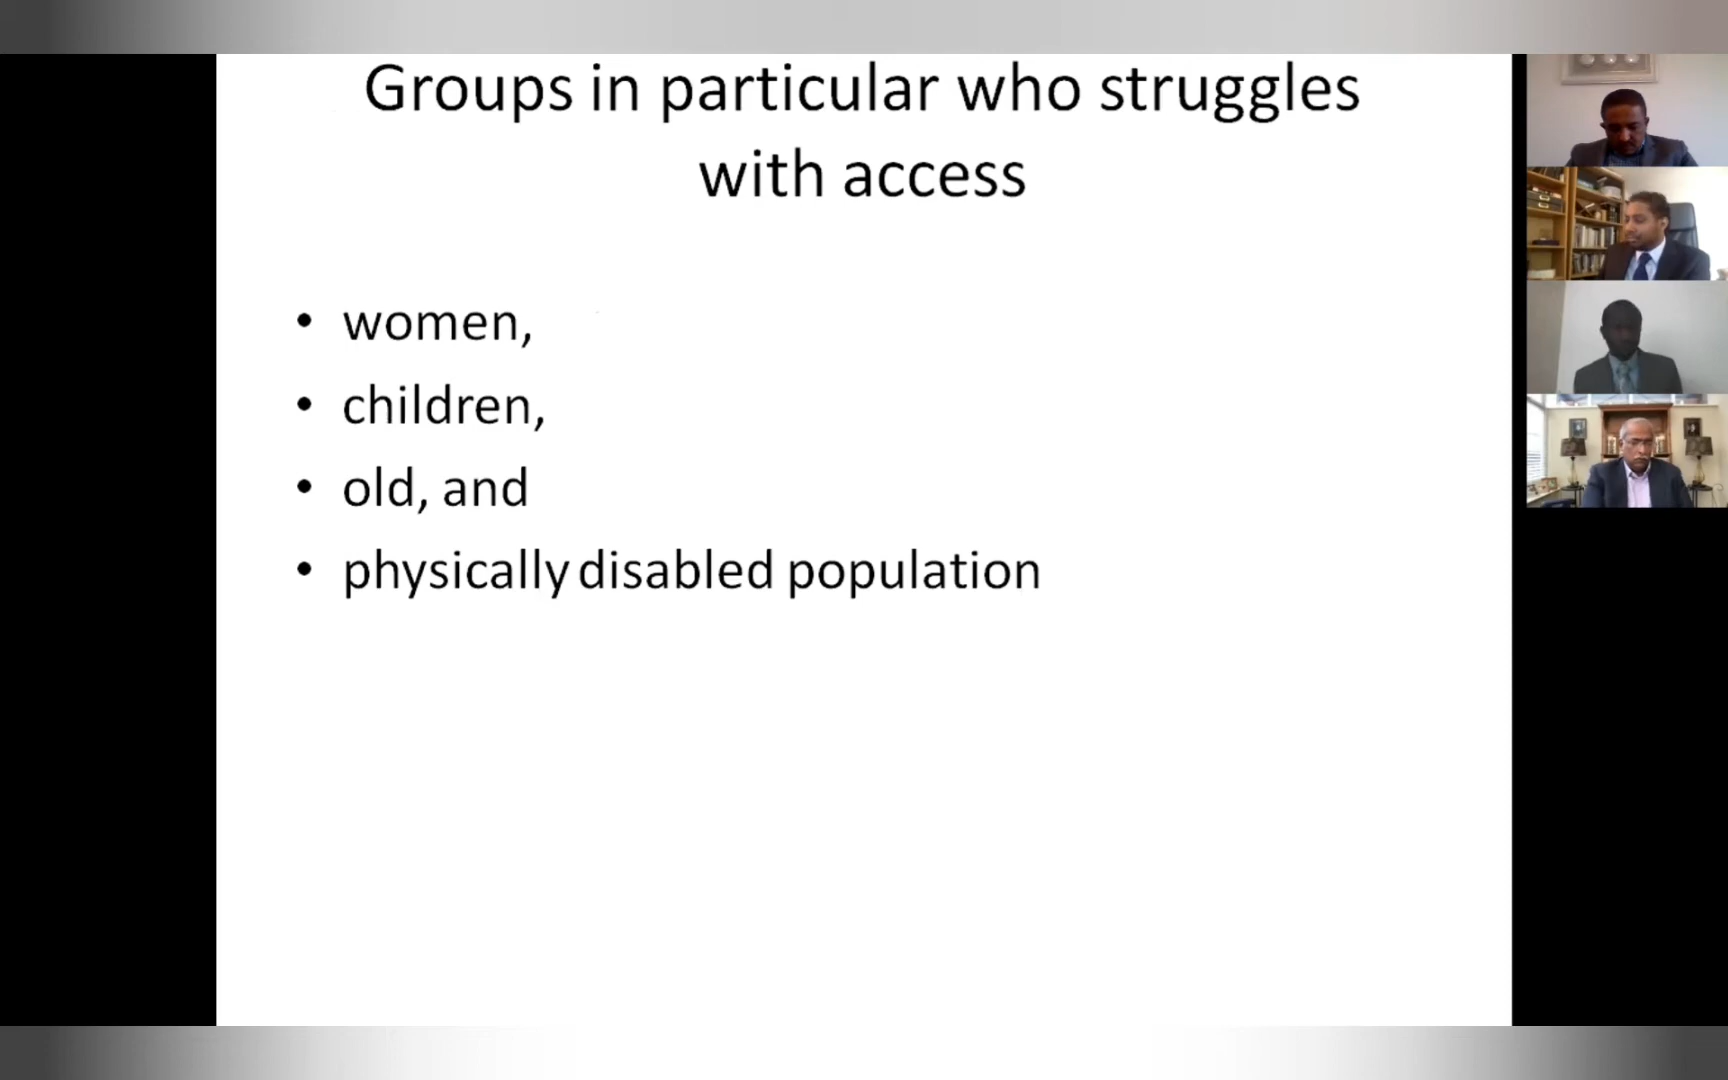 Groups in particular who struggles
with access
• women,
• children,
• old, and
• physically disabled population